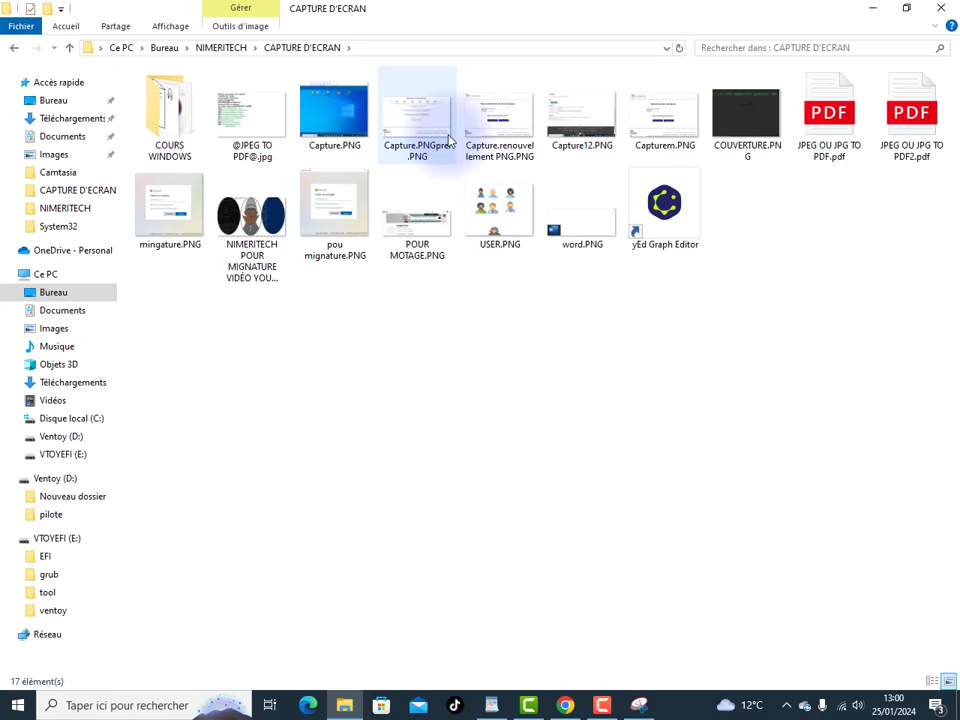 Gérer
CAPTURE D'ECRAN
Fichier
Accueil
Partage
Affichage
Outils d'image
Ce PC
Bureau
NIMERITECH
CAPTURE D'ECRAN
Rechercher dans : CAPTURE D'ECRAN
Accès rapide
Bureau
Téléchargements
Documents
Images
Camtasia
CAPTURE D'ECRAN
NIMERITECH
System32
OneDrive - Personal
Ce PC
Bureau
Documents
Images
Musique
Objets 3D
Téléchargements
Vidéos
Disque local (C:)
Ventoy (D:)
VTOYEFI (E:)
Ventoy (D:)
Nouveau dossier
pilote
VTOYEFI (E:)
EFI
grub
tool
ventoy
Réseau
COURS
WINDOWS
@JPEG TO
PDF@.jpg
Capture.PNG
Capture.PNGpre
.PNG
Capture.renouvel
lement PNG.PNG
Capture12.PNG
Capturem.PNG
COUVERTURE.PN
G
PDF
JPEG OU JPG TO
PDF.pdf
PDF
JPEG OU JPG TO
PDF2.pdf
mingature.PNG
NIMERITECH
POUR
MIGNATURE
VIDÉO YOU...
pou
mignature.PNG
POUR
MOTAGE.PNG
USER.PNG
word.PNG
yEd Graph Editor
17 élément(s)
Taper ici pour rechercher
12°C
13:00
25/01/2024
3